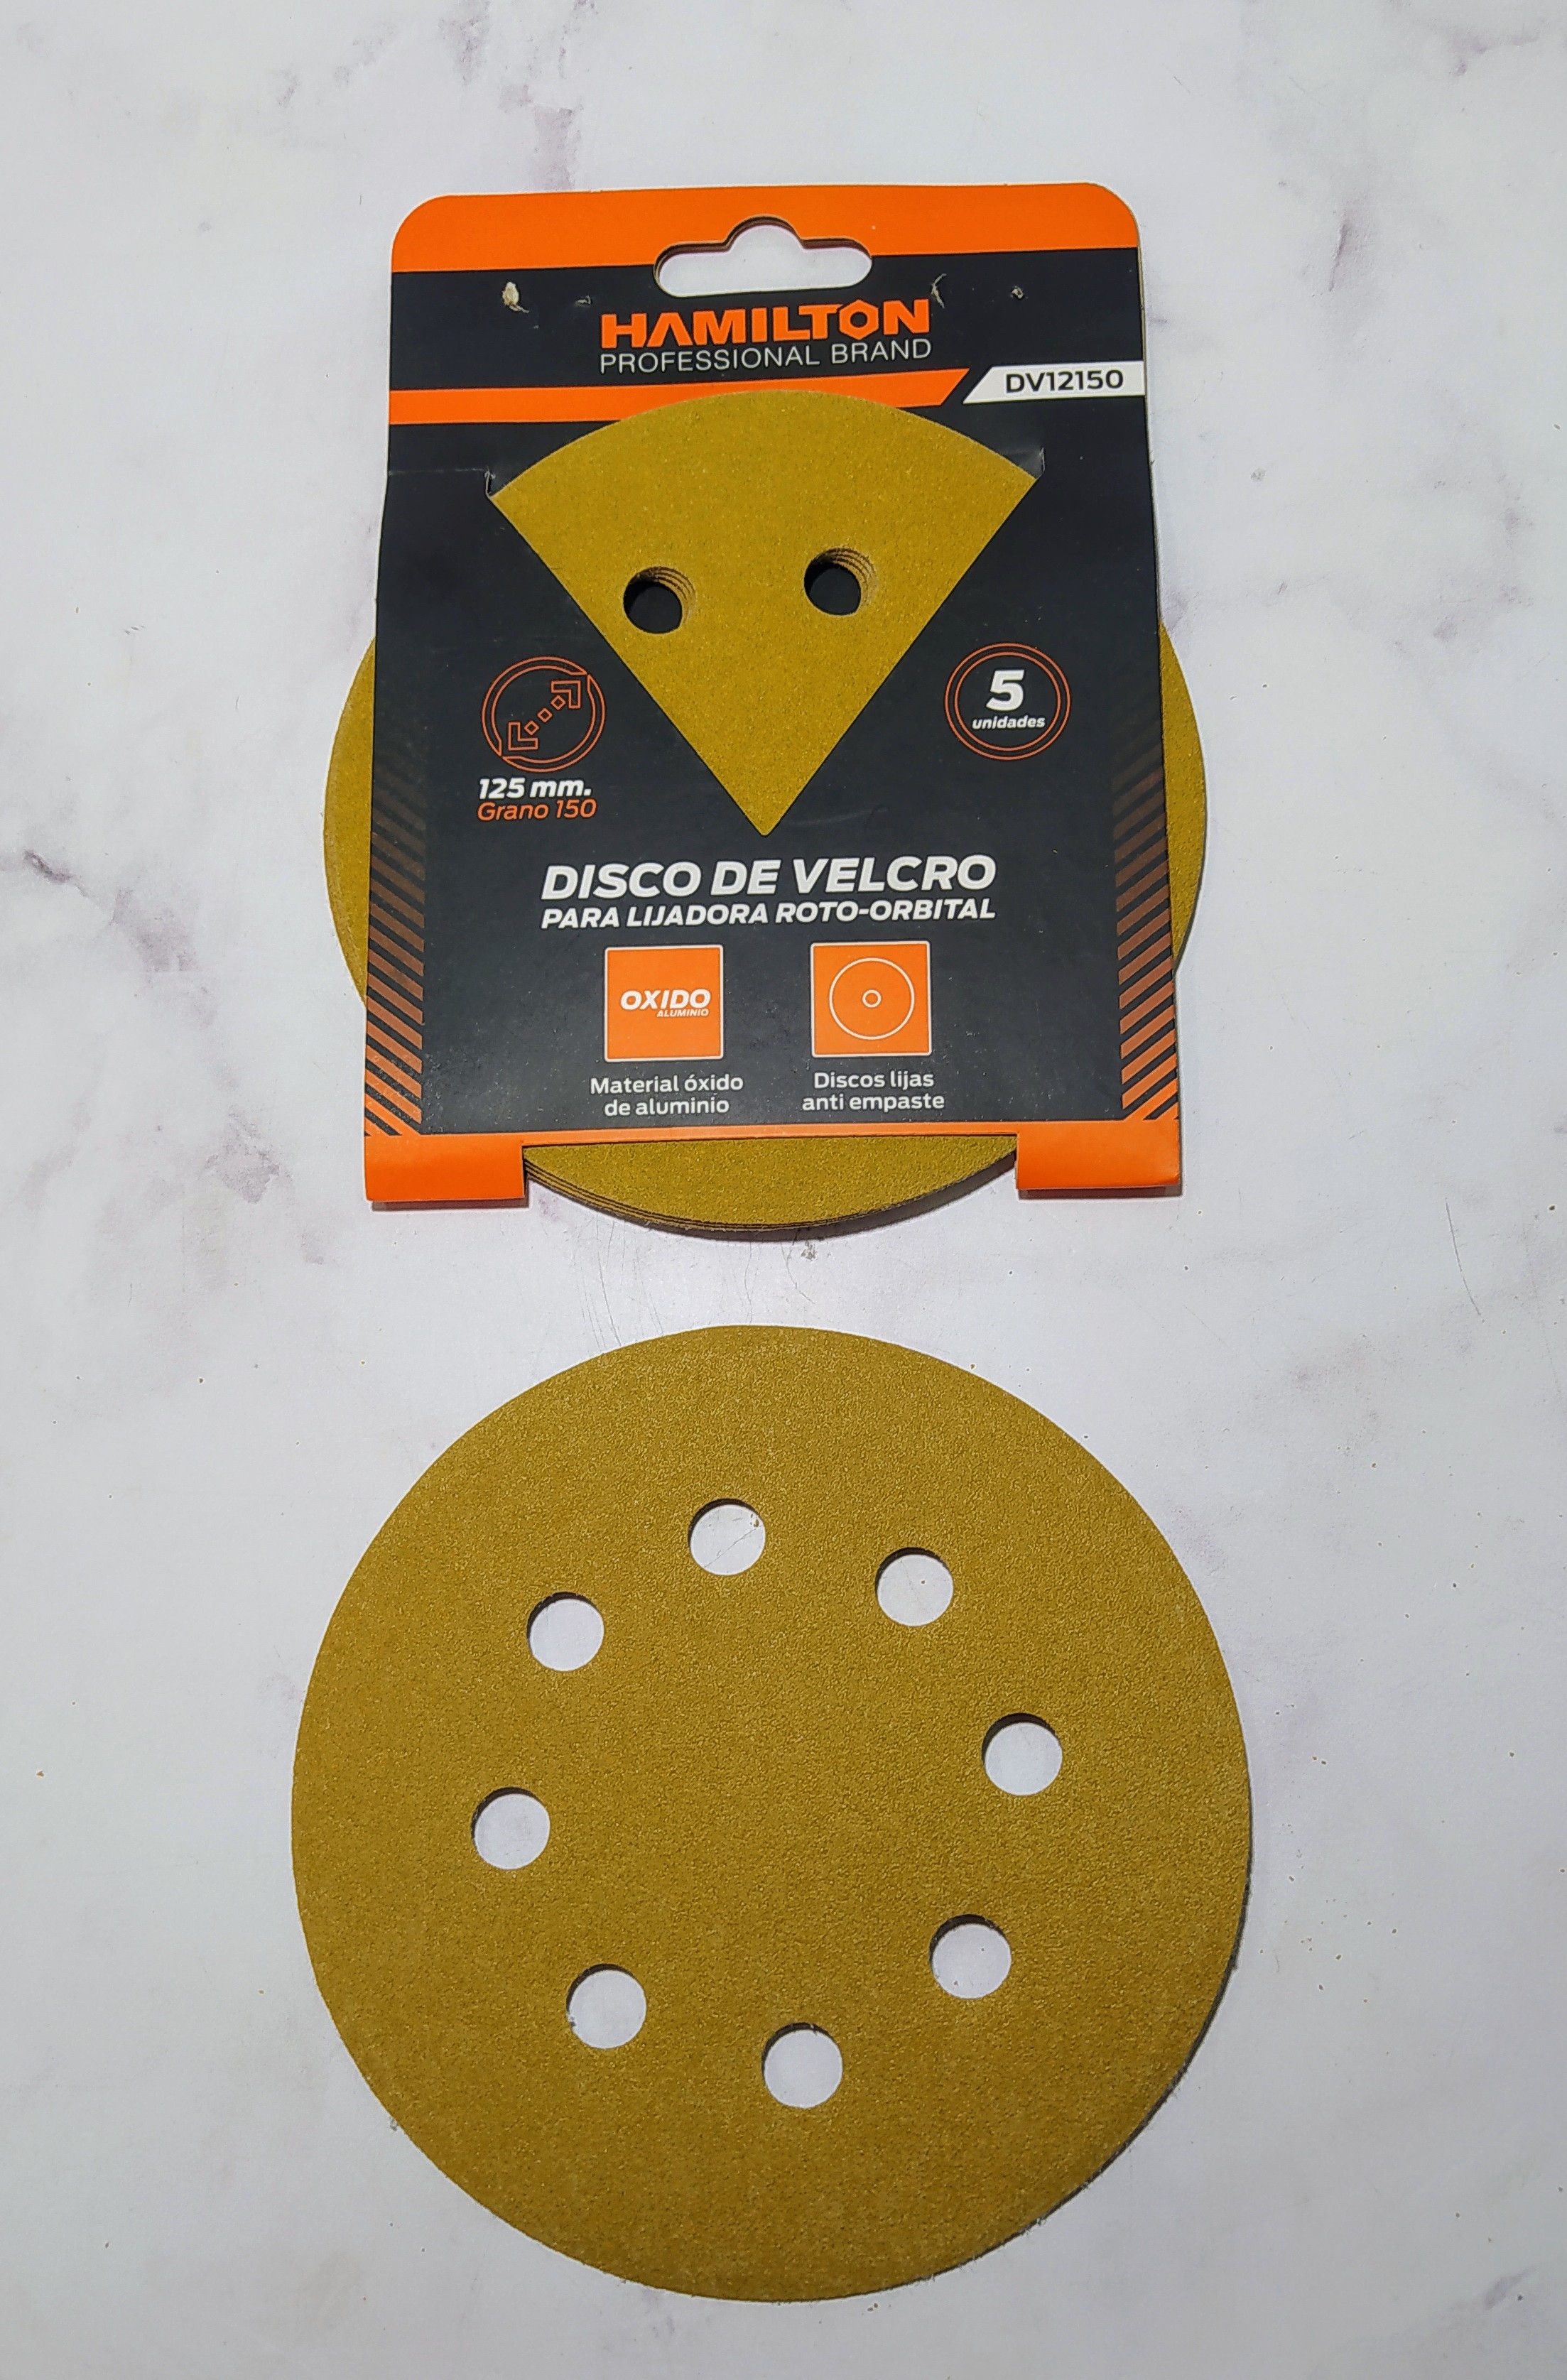 HAMILTON
PROFESSIONAL BRAND
DV12150
5
unidades
125 mm.
Grano 150
DISCO DE VELCRO
PARA LIJADORA ROTO-ORBITAL
OXIDO
ALUMINIO
Material óxido
de aluminio
Discos lijas
anti empaste